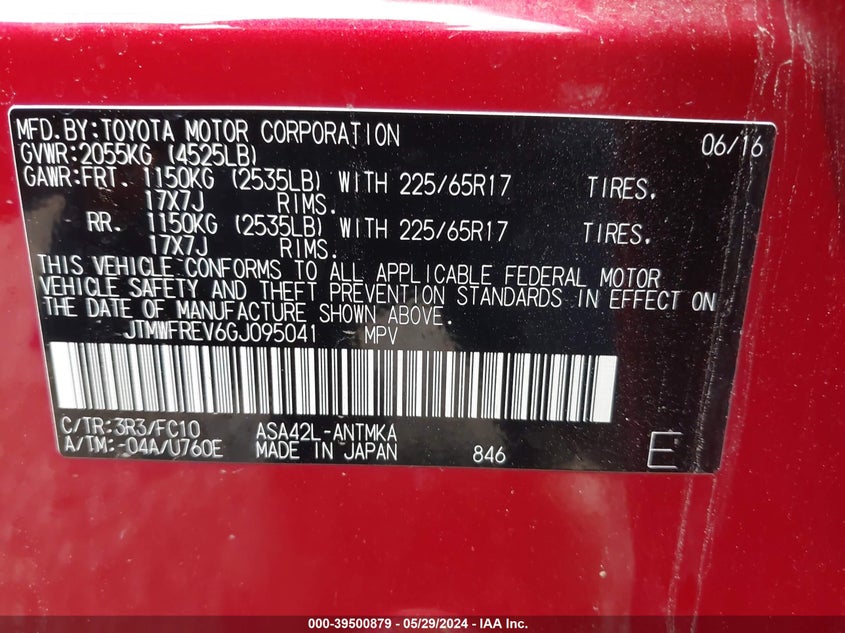 MFD.BY:TOYOTA MOTOR CORPORATION 06/16
GVWR:2055KG (4525LB)
GAWR:FRT. 1150KG (2535LB) WITH 225/65R17 TIRES.
17X7J RIMS.
RR. 1150KG (2535LB) WITH 225/65R17 TIRES.
17X7J RIMS.
THIS VEHICLE CONFORMS TO ALL APPLICABLE FEDERAL MOTOR
VEHICLE SAFETY AND THEFT PREVENTION STANDARDS IN EFFECT ON
THE DATE OF MANUFACTURE SHOWN ABOVE.
JTMWFREV6GJ095041 MPV
C/TR:3R3/FC10 ASA42L-ANTMKA
A/TM:-04A/U760E MADE IN JAPAN 846 E
000-39500879 - 05/29/2024 - IAA Inc.